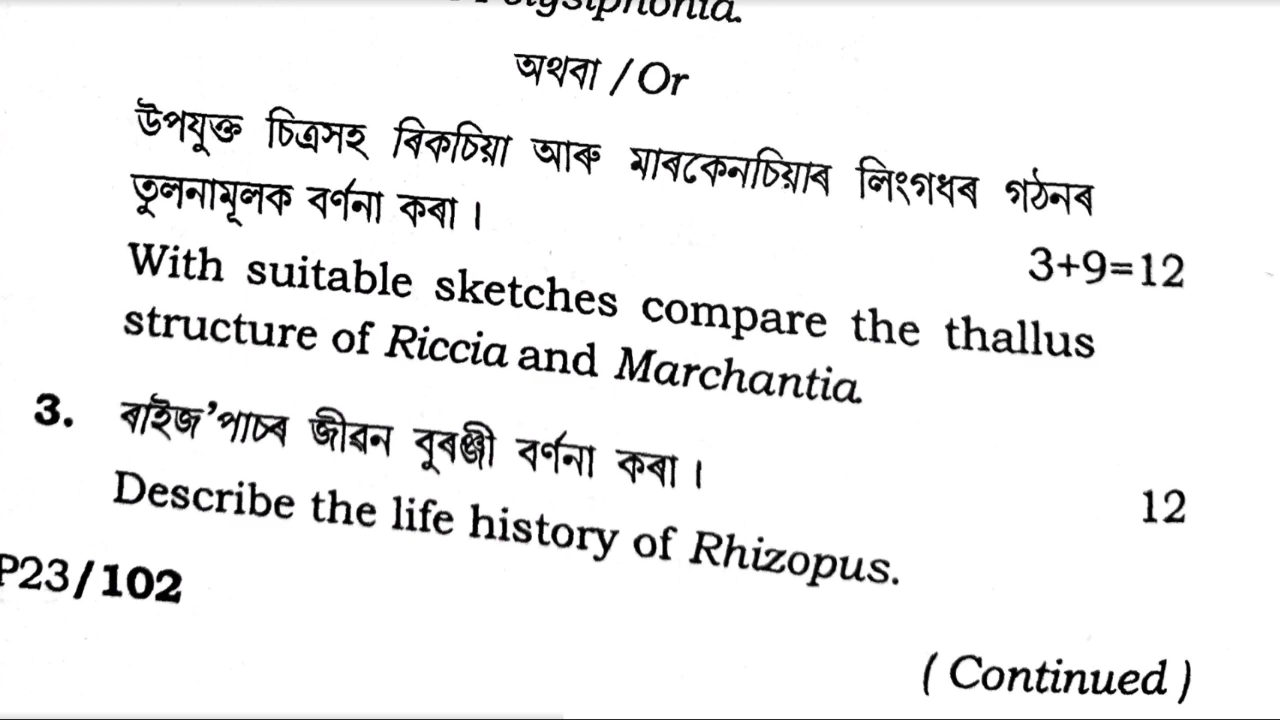 Polysiphonia.
অথবা / Or
উপযুক্ত চিত্ৰসহ ৰিকচিয়া আৰু মাৰকেনচিয়াৰ লিংগধৰ গঠনৰ
তুলনামূলক বৰ্ণনা কৰা ।
3+9=12
With suitable sketches compare the thallus
structure of Riccia and Marchantia.
3. ৰাইজ'পাচৰ জীৱন বুৰঞ্জী বৰ্ণনা কৰা ।
12
Describe the life history of Rhizopus.
P23/102
( Continued )